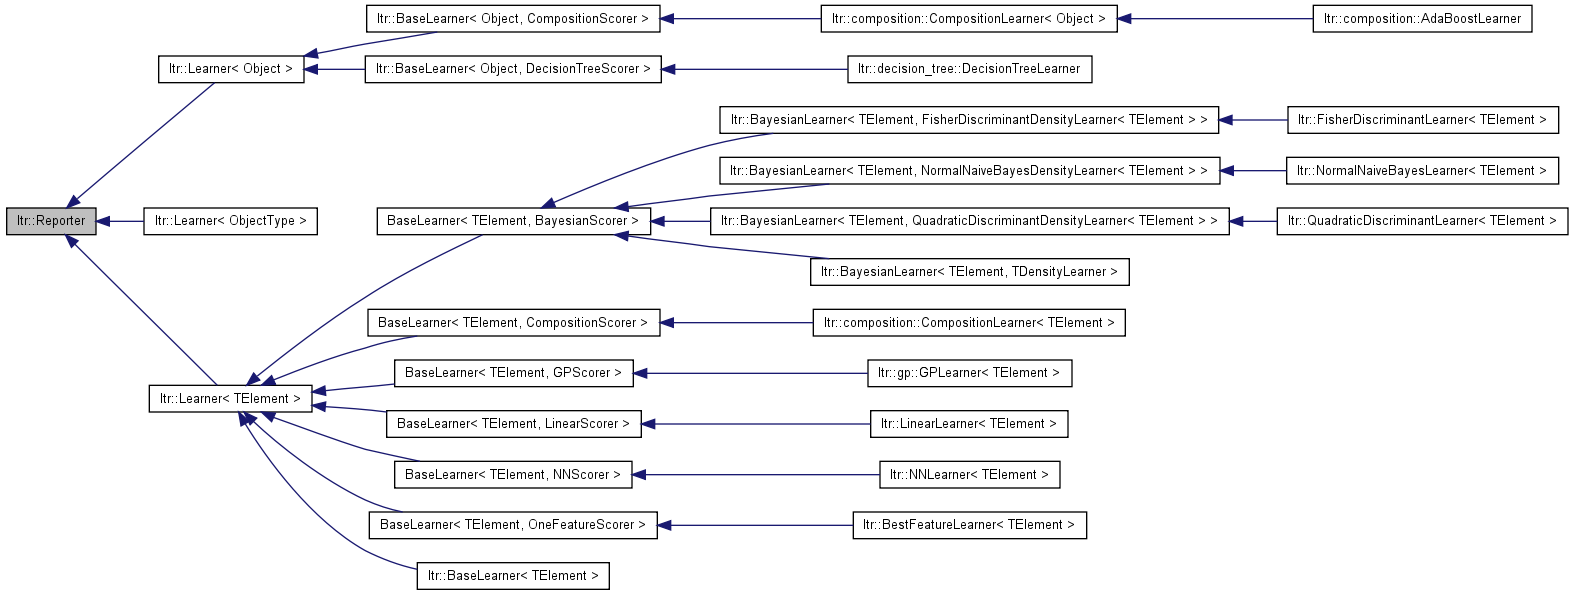 ltr::BaseLearner< Object, CompositionScorer >
ltr::composition::CompositionLearner< Object >
ltr::composition::AdaBoostLearner
ltr::Learner< Object >
ltr::BaseLearner< Object, DecisionTreeScorer >
ltr::decision_tree::DecisionTreeLearner
ltr::BayesianLearner< TElement, FisherDiscriminantDensityLearner< TElement > >
ltr::FisherDiscriminantLearner< TElement >
ltr::BayesianLearner< TElement, NormalNaiveBayesDensityLearner< TElement > >
ltr::NormalNaiveBayesLearner< TElement >
ltr::Reporter
ltr::Learner< ObjectType >
BaseLearner< TElement, BayesianScorer >
ltr::BayesianLearner< TElement, QuadraticDiscriminantDensityLearner< TElement > >
ltr::QuadraticDiscriminantLearner< TElement >
ltr::BayesianLearner< TElement, TDensityLearner >
BaseLearner< TElement, CompositionScorer >
ltr::composition::CompositionLearner< TElement >
BaseLearner< TElement, GPScorer >
ltr::gp::GPLearner< TElement >
ltr::Learner< TElement >
BaseLearner< TElement, LinearScorer >
ltr::LinearLearner< TElement >
BaseLearner< TElement, NNScorer >
ltr::NNLearner< TElement >
BaseLearner< TElement, OneFeatureScorer >
ltr::BestFeatureLearner< TElement >
ltr::BaseLearner< TElement >